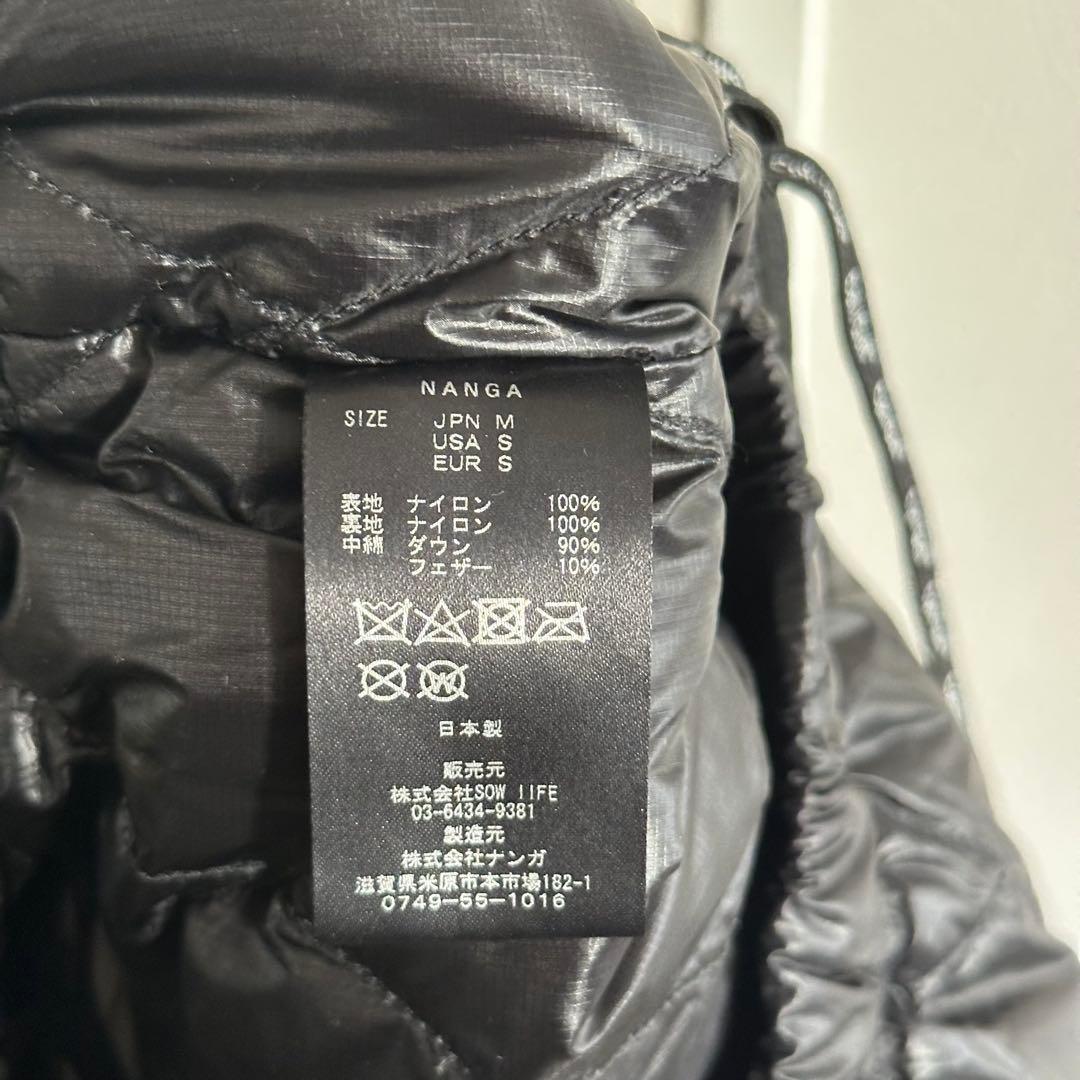 NANGA
SIZE JPN M
USA S
EUR S
表地 ナイロン 100%
裏地 ナイロン 100%
中綿 ダウン 90%
フェザー 10%
W
日本製
販売元
株式会社SOW lIFE
03-6434-9381
製造元
株式会社ナンガ
滋賀県米原市本市場182-1
0749-55-1016